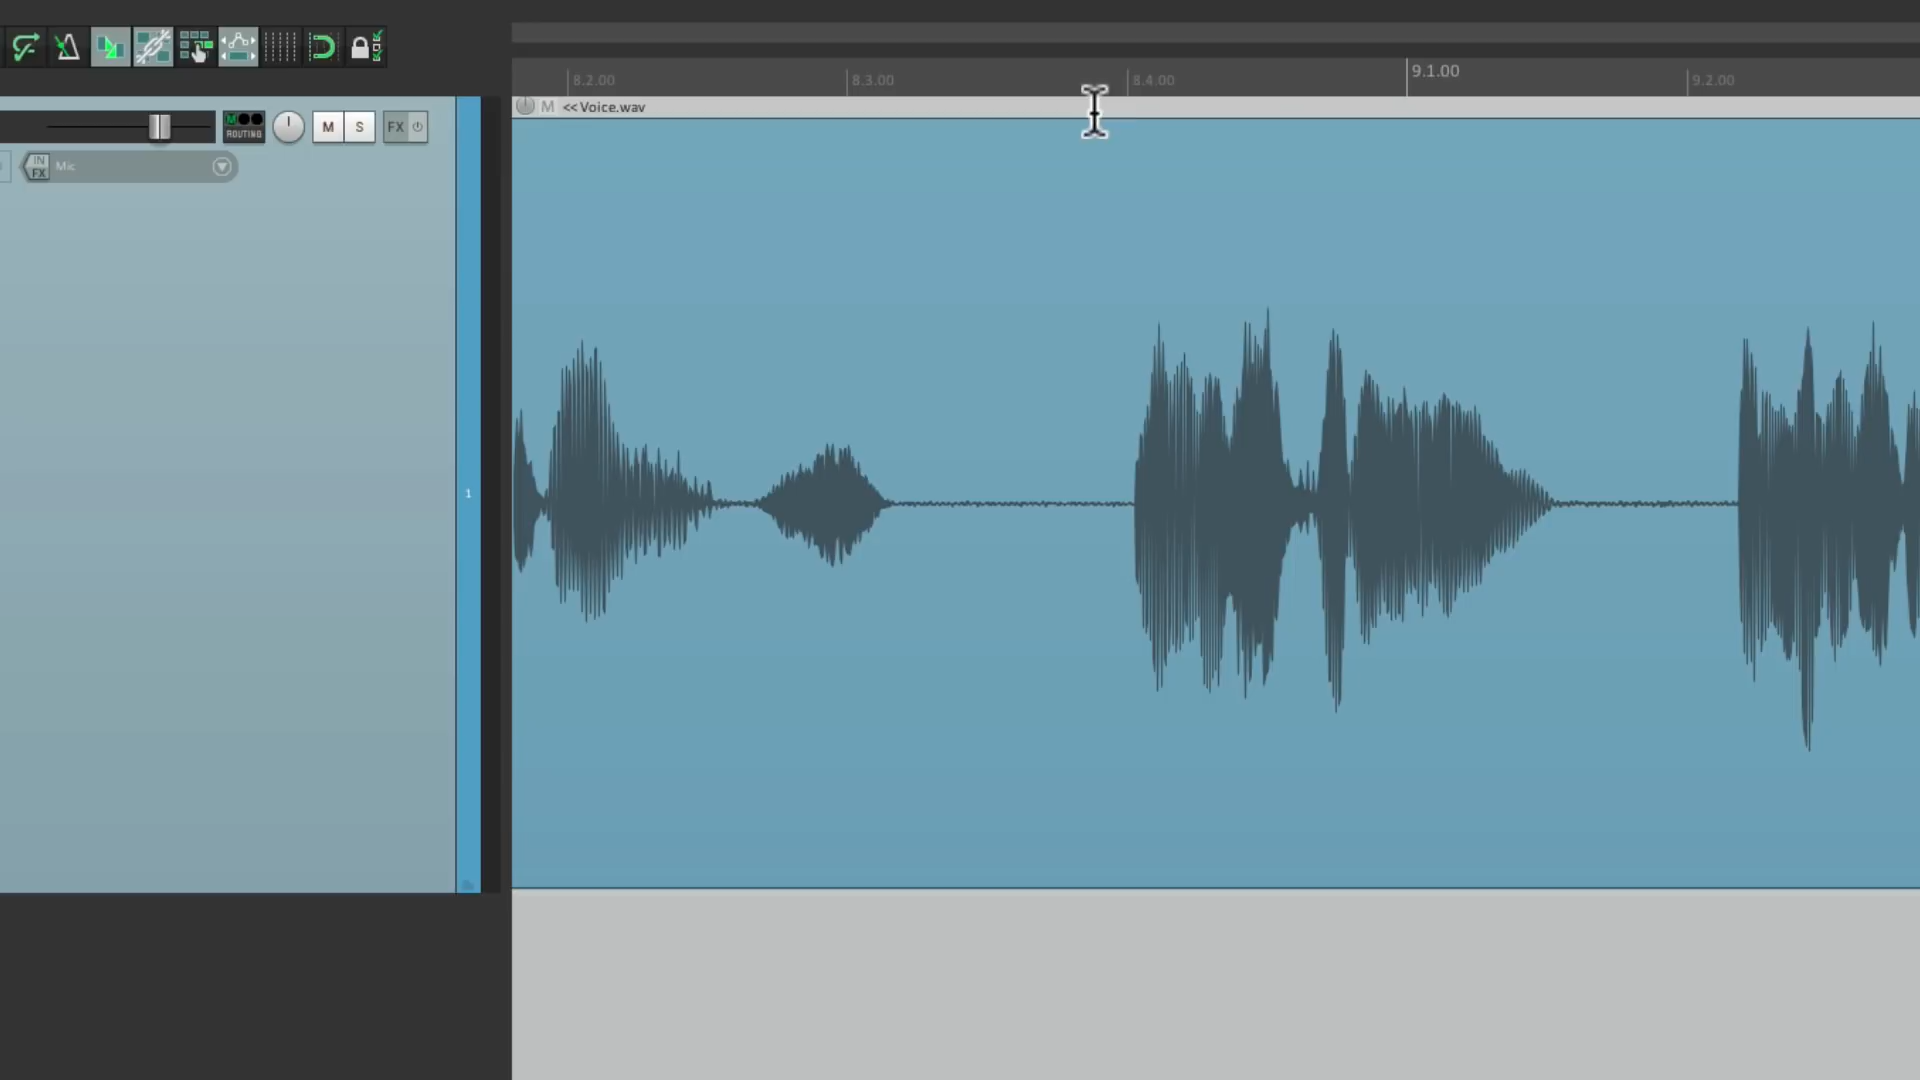 8.2.00 8.3.00 8.4.00 9.1.00 9.2.00
M <<Voice.wav
ROUTING M S FX
IN
FX Mic
1